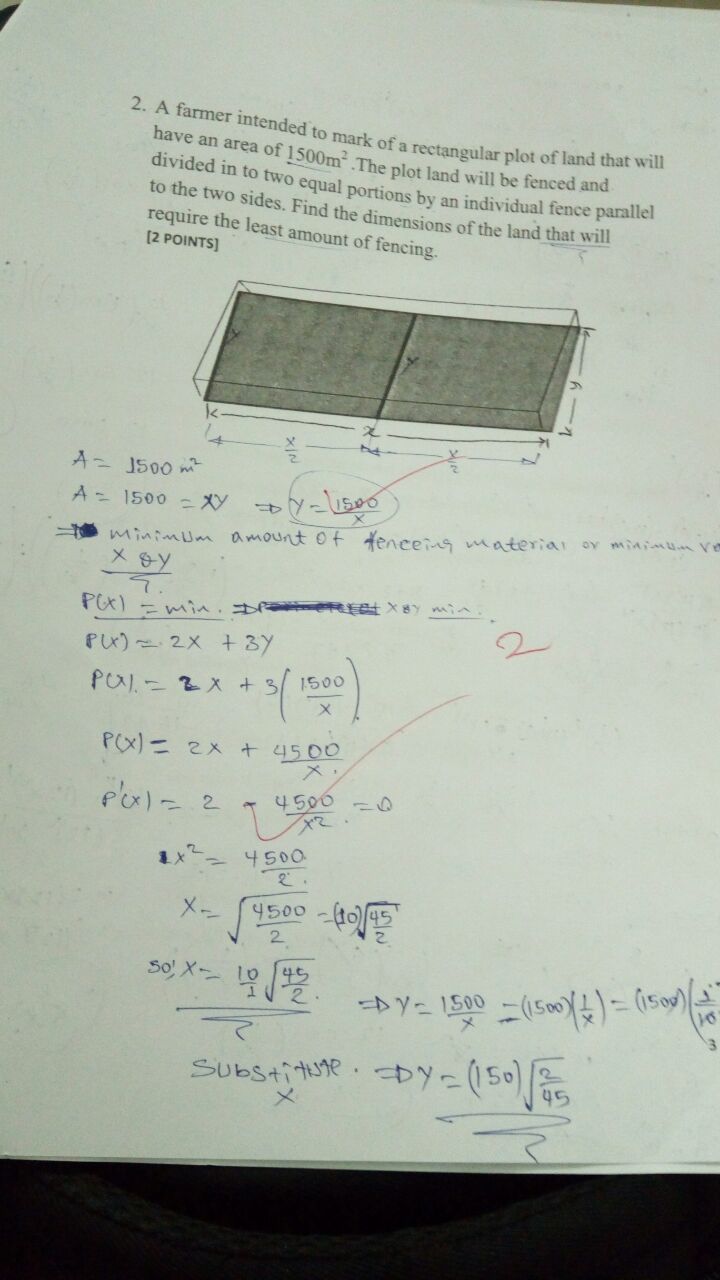 2. A farmer intended to mark of a rectangular plot of land that will
have an area of 1500m². The plot land will be fenced and
divided in to two equal portions by an individual fence parallel
to the two sides. Find the dimensions of the land that will
require the least amount of fencing.
[2 POINTS]
y
y
y
x
x/2 x/2
A = 1500 m²
A = 1500 = xy ⇒ y = 1500/x
⇒ minimum amount of fenceing material or minimum
x & y
P(x) = min. ⇒ x & y min.
2
P(x) = 2x + 3y
P(x) = 2x + 3(1500/x)
P(x) = 2x + 4500/x
P'(x) = 2 - 4500/x² = 0
x² = 4500/2
x = √(4500/2) = (10)√(45/2)
so, x = 10/1 √(45/2)
⇒ y = 1500/x = (1500)(1/x) = (1500)(
substitute x ⇒ y = (150)√(2/45)